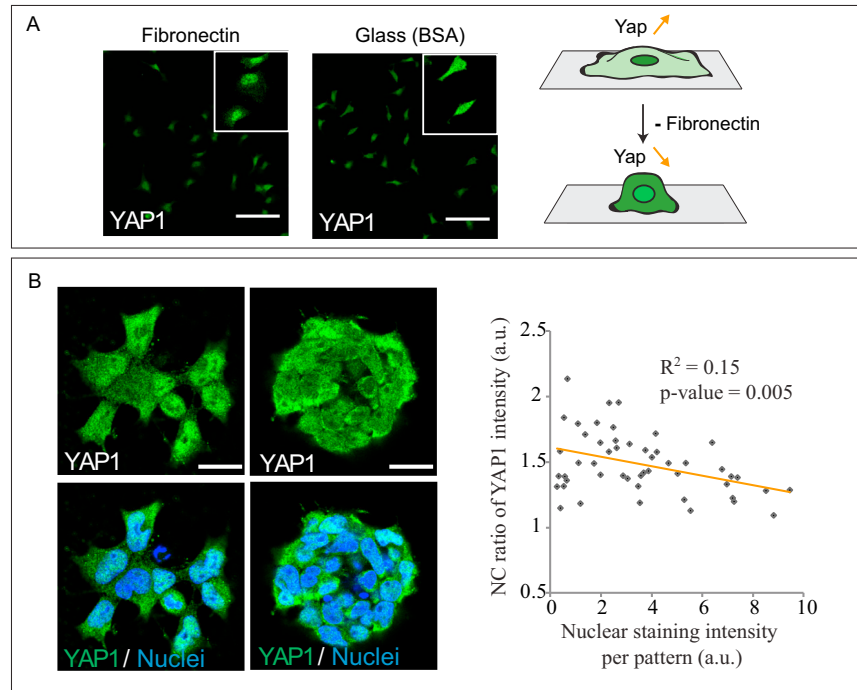 A
Fibronectin
Glass (BSA)
YAP1
YAP1
Yap
- Fibronectin
Yap
B
YAP1
YAP1
YAP1 / Nuclei
YAP1 / Nuclei
2.5
2
1.5
1
0.5
0
2
4
6
8
10
NC ratio of YAP1 intensity (a.u.)
R² = 0.15
p-value = 0.005
Nuclear staining intensity
per pattern (a.u.)